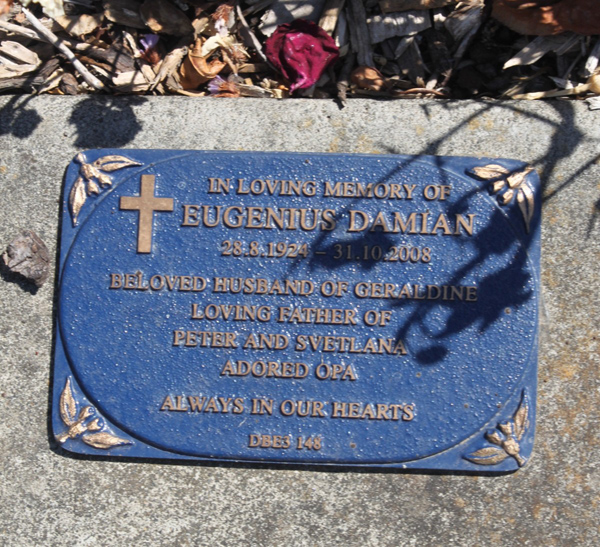 IN LOVING MEMORY OF
EUGENIUS DAMIAN
28.8.1924 – 31.10.2008
BELOVED HUSBAND OF GERALDINE
LOVING FATHER OF
PETER AND SVETLANA
ADORED OPA
ALWAYS IN OUR HEARTS
DBE3 148